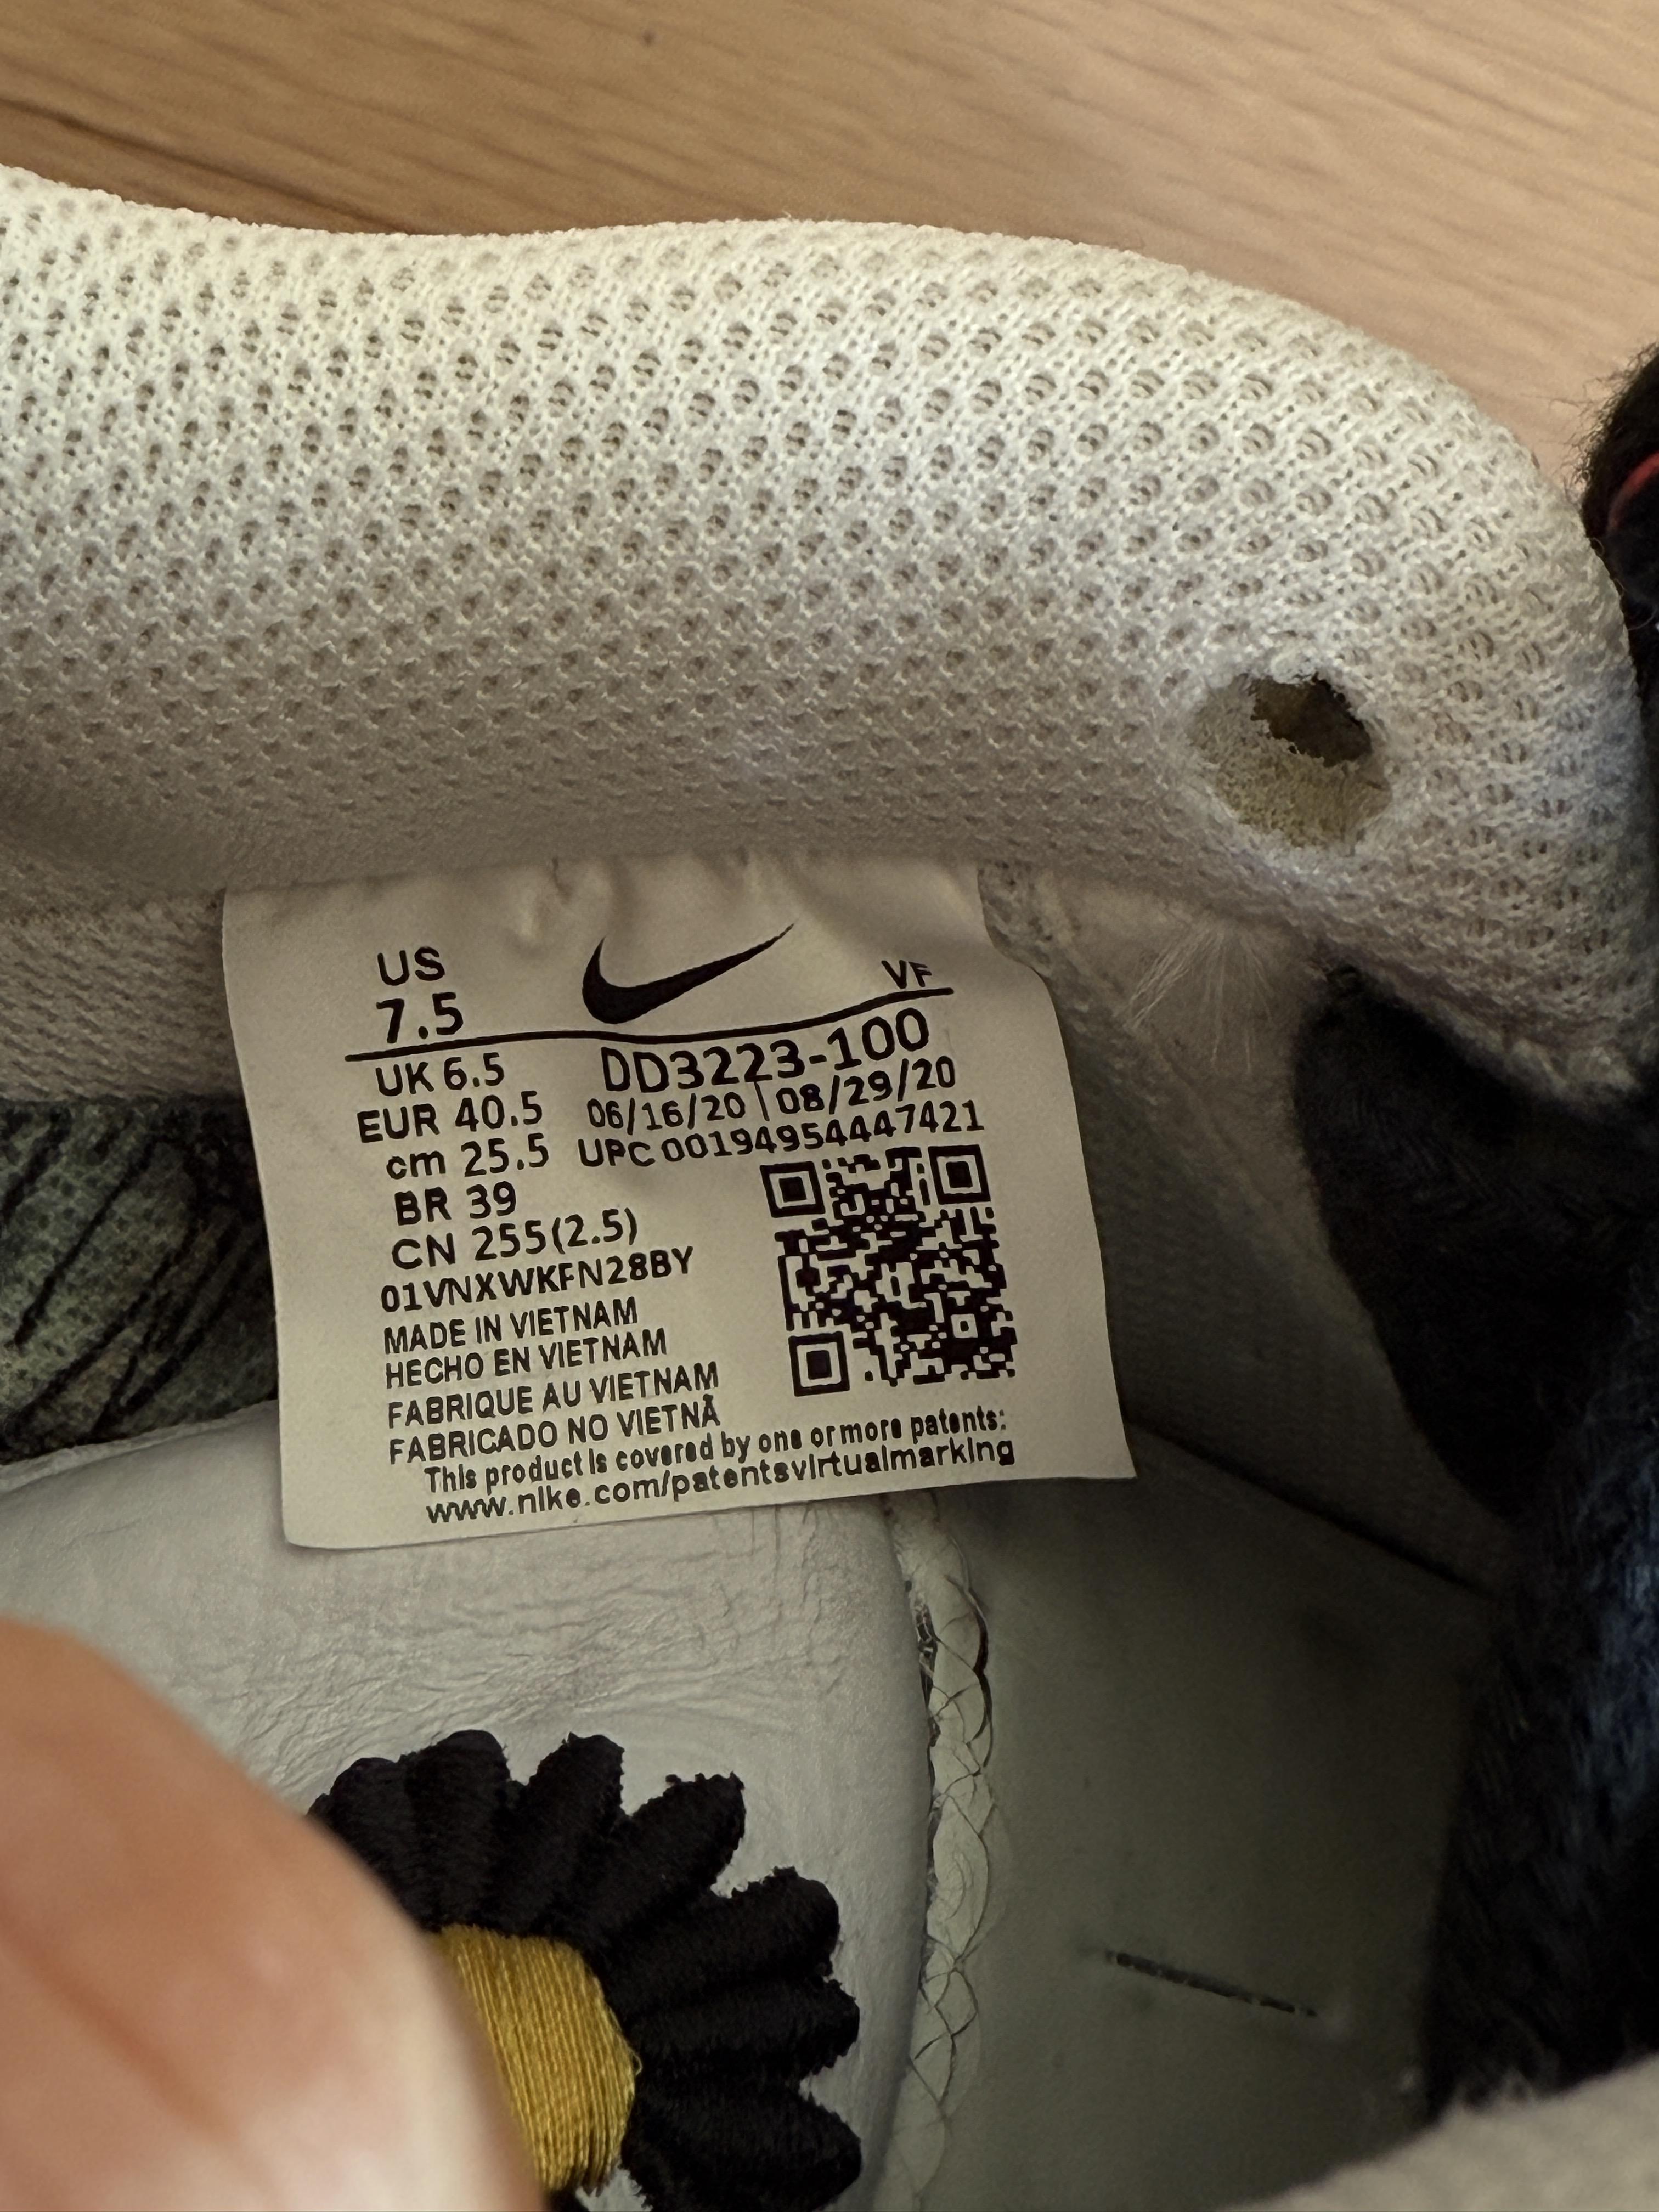 US
7.5
VF
UK 6.5
DD3223-100
EUR 40.5
06/16/20 | 08/29/20
cm 25.5
UPC 00194954447421
BR 39
CN 255(2.5)
01VNXWKFN28BY
MADE IN VIETNAM
HECHO EN VIETNAM
FABRIQUE AU VIETNAM
FABRICADO NO VIETNÃ
This product is covered by one or more patents:
www.nike.com/patentsvirtualmarking